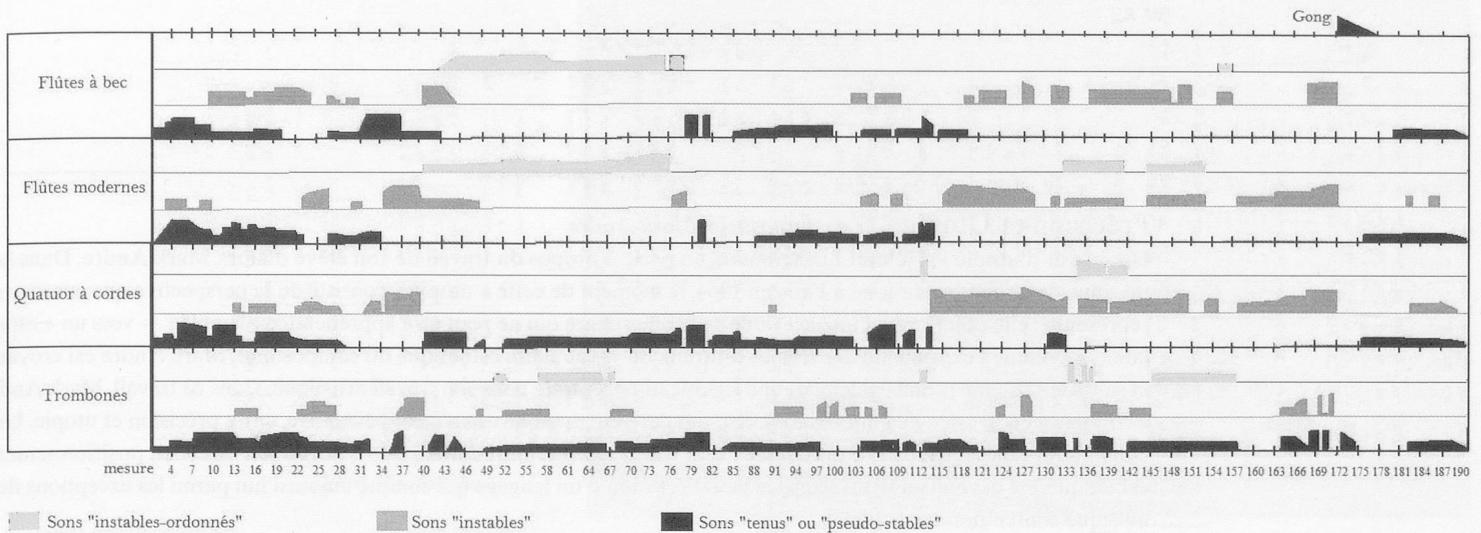 Gong
Flûtes à bec
Flûtes modernes
Quatuor à cordes
Trombones
mesure 4 7 10 13 16 19 22 25 28 31 34 37 40 43 46 49 52 55 58 61 64 67 70 73 76 79 82 85 88 91 94 97 100 103 106 109 112 115 118 121 124 127 130 133 136 139 142 145 148 151 154 157 160 163 166 169 172 175 178 181 184 187 190
Sons "instables-ordonnés" Sons "instables" Sons "tenus" ou "pseudo-stables"